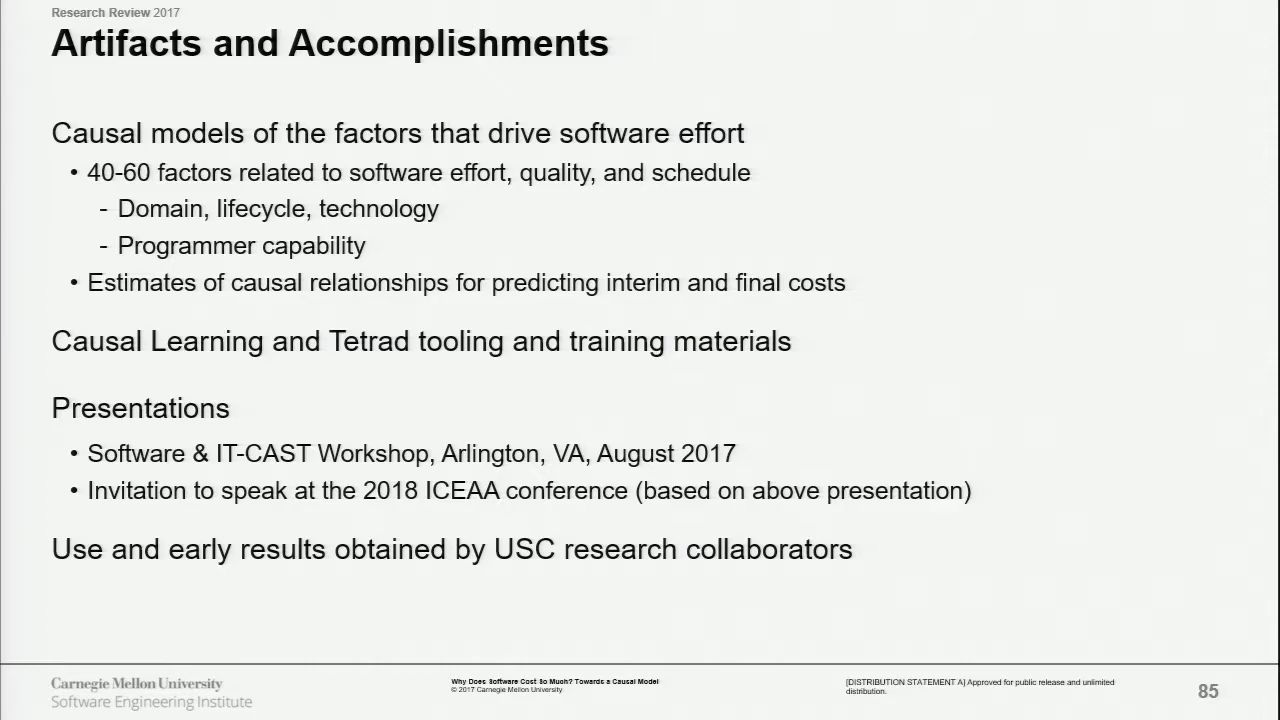 Research Review 2017
Artifacts and Accomplishments
Causal models of the factors that drive software effort
• 40-60 factors related to software effort, quality, and schedule
- Domain, lifecycle, technology
- Programmer capability
• Estimates of causal relationships for predicting interim and final costs
Causal Learning and Tetrad tooling and training materials
Presentations
• Software & IT-CAST Workshop, Arlington, VA, August 2017
• Invitation to speak at the 2018 ICEAA conference (based on above presentation)
Use and early results obtained by USC research collaborators
Carnegie Mellon University
Software Engineering Institute
Why Does Software Cost So Much? Towards a Causal Model
© 2017 Carnegie Mellon University
[DISTRIBUTION STATEMENT A] Approved for public release and unlimited
distribution.
85